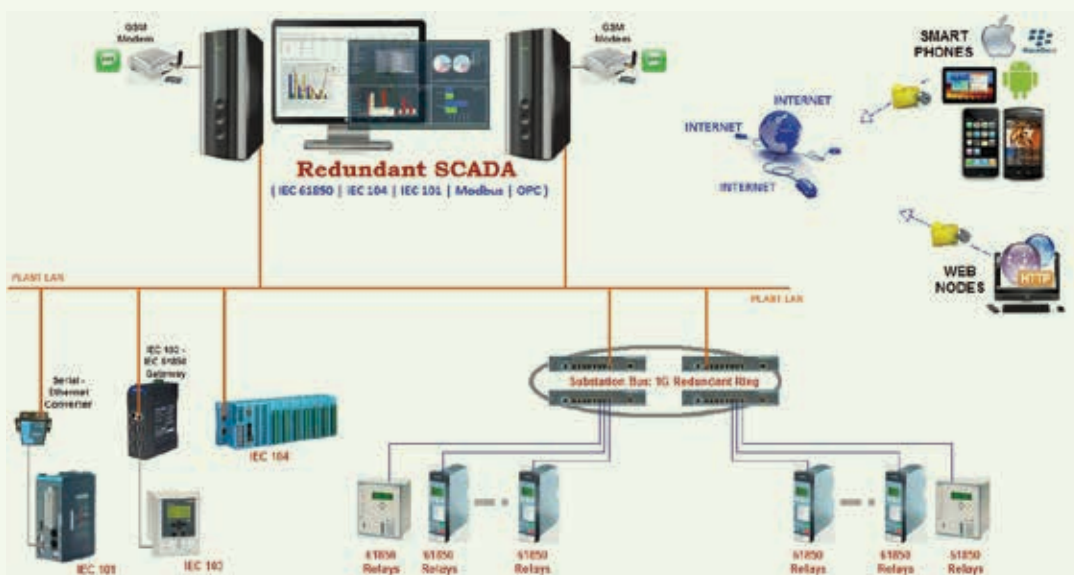 GSM
Modem
GSM
Modem
SMART
PHONES
INTERNET
INTERNET
INTERNET
Redundant SCADA
( IEC 61850 | IEC 104 | IEC 101 | Modbus | OPC )
WEB
NODES
PLANT LAN
PLANT LAN
Serial -
Ethernet
Converter
IEC 103 -
IEC 61850
Gateway
IEC 104
Substation Bus: 1G Redundant Ring
IEC 101
IEC 103
61850
Relays
61850
Relays
61850
Relays
61850
Relays
61850
Relays
61850
Relays